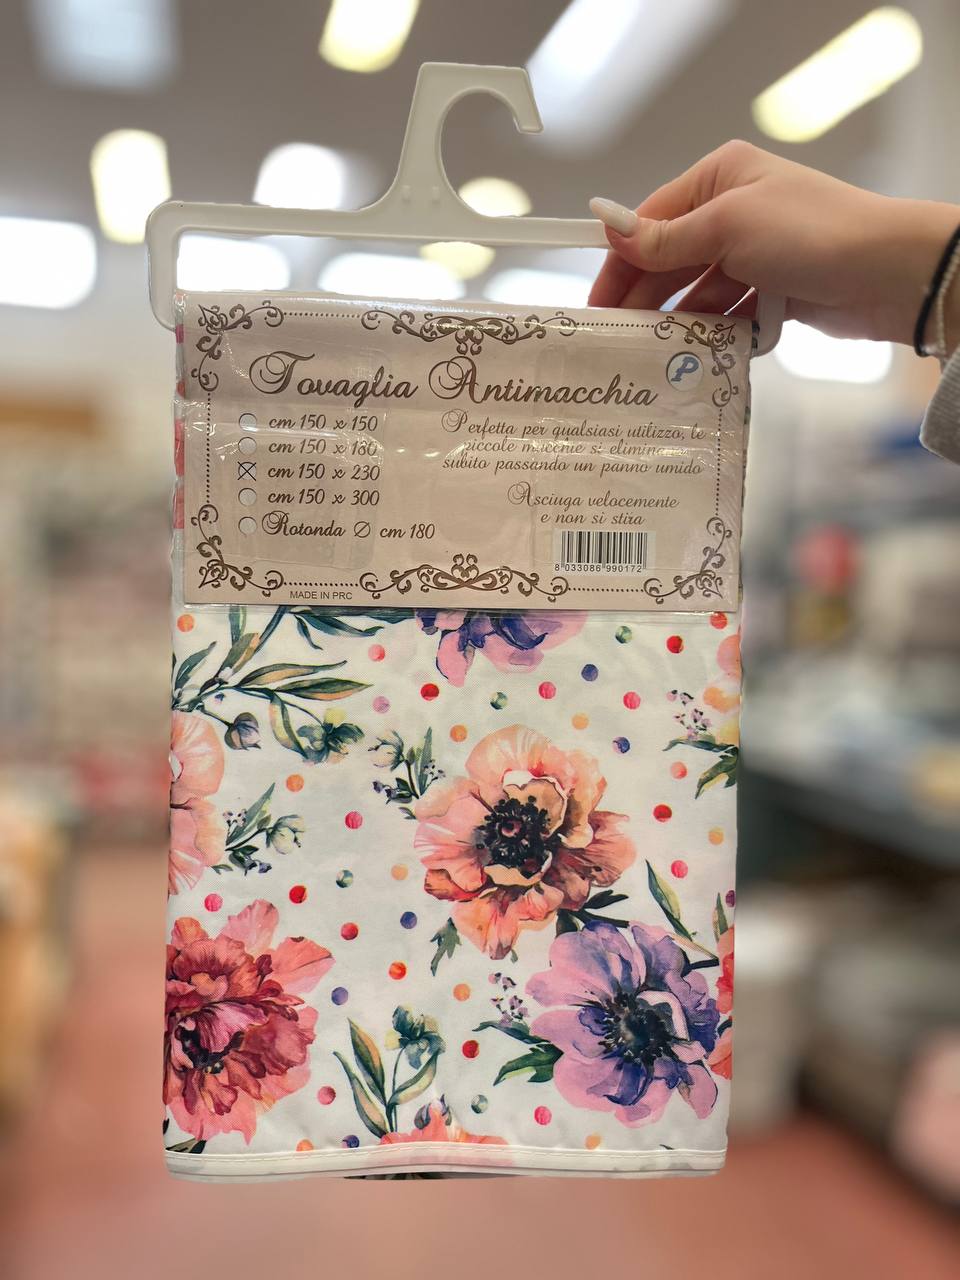 Tovaglia Antimacchia
P
cm 150 x 150
cm 150 x 180
cm 150 x 230
cm 150 x 300
Rotonda Ø cm 180
Perfetta per qualsiasi utilizzo, le
piccole macchie si eliminano
subito passando un panno umido
Asciuga velocemente
e non si stira
8 033086 990172
MADE IN PRC